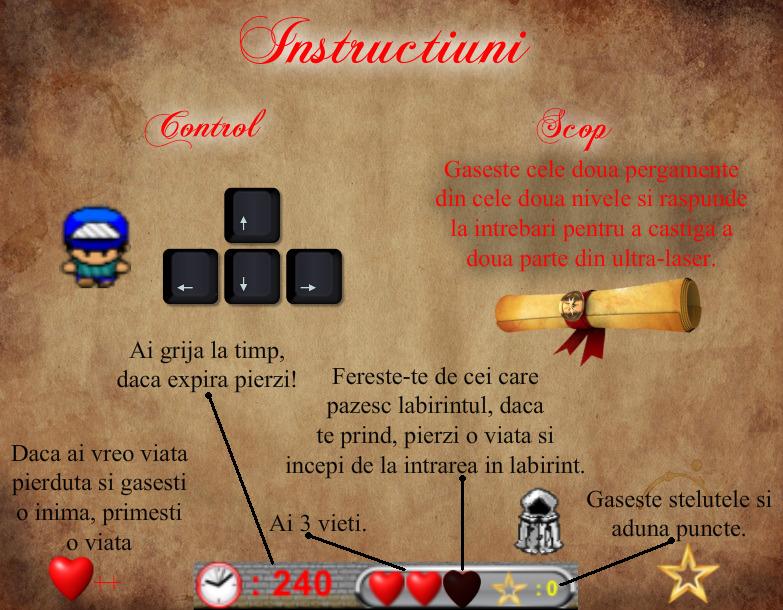 Instructiuni
Control
Scop
Gaseste cele doua pergamente
din cele doua nivele si raspunde
la intrebari pentru a castiga a
doua parte din ultra-laser.
↑
← ↓ →
Ai grija la timp,
daca expira pierzi!
Fereste-te de cei care
pazesc labirintul, daca
te prind, pierzi o viata si
incepi de la intrarea in labirint.
Daca ai vreo viata
pierduta si gasesti
o inima, primesti
o viata
++
Ai 3 vieti.
Gaseste stelutele si
aduna puncte.
: 240
: 0